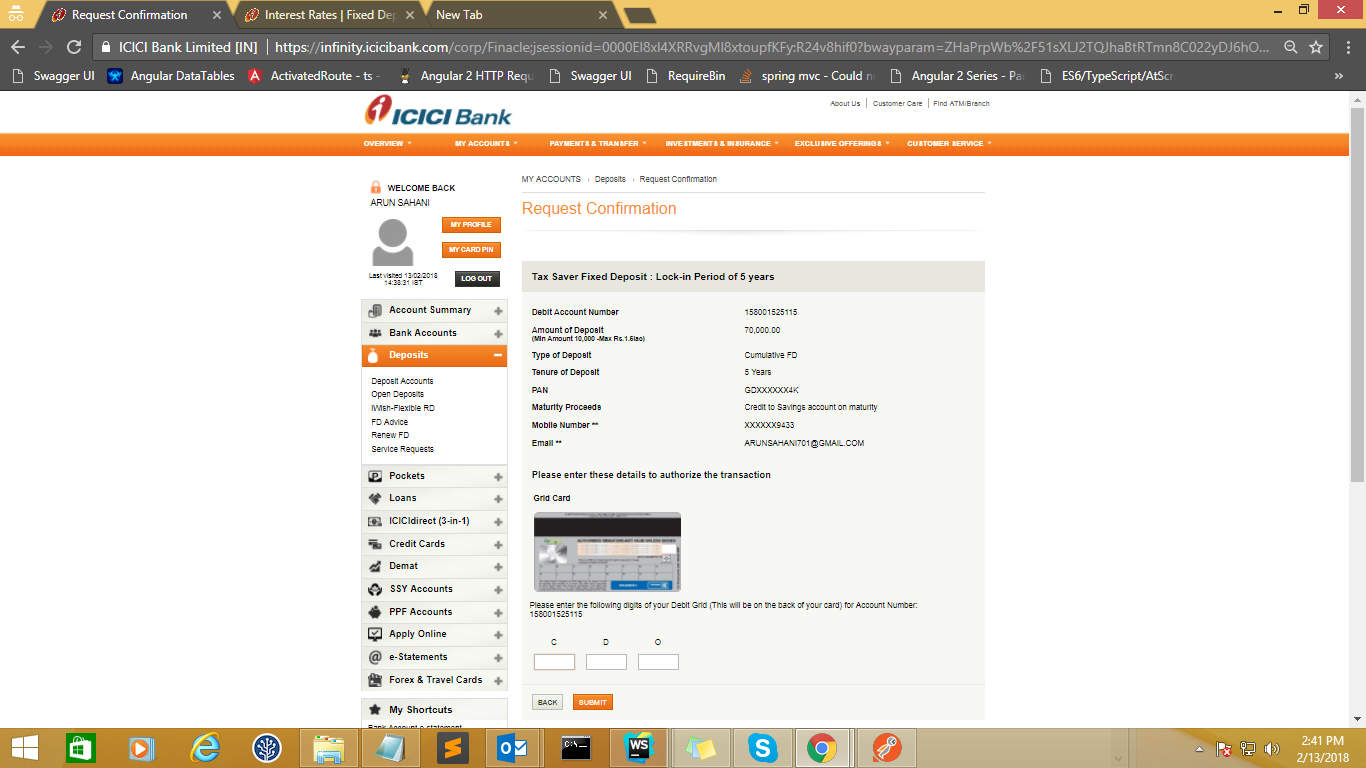 Request Confirmation
Interest Rates | Fixed Dep
New Tab
ICICI Bank Limited [IN]
https://infinity.icicibank.com/corp/Finacle;jsessionid=0000EI8xl4XRRvgMI8xtoupfKFy:R24v8hif0?bwayparam=ZHaPrpWb%2F51sXLJ2TQJhaBtRTmn8C022yDJ6hO...
Swagger UI
Angular DataTables
ActivatedRoute - ts -
Angular 2 HTTP Requ
Swagger UI
RequireBin
spring mvc - Could n
Angular 2 Series - Pa
ES6/TypeScript/AtScr
ICICI Bank
About Us | Customer Care | Find ATM/Branch
OVERVIEW
MY ACCOUNTS
PAYMENTS & TRANSFER
INVESTMENTS & INSURANCE
EXCLUSIVE OFFERINGS
CUSTOMER SERVICE
WELCOME BACK
ARUN SAHANI
MY PROFILE
MY CARD PIN
Last visited 13/02/2018
14:38:31 IST
LOG OUT
Account Summary
Bank Accounts
Deposits
Deposit Accounts
Open Deposits
iWish-Flexible RD
FD Advice
Renew FD
Service Requests
Pockets
Loans
ICICIdirect (3-in-1)
Credit Cards
Demat
SSY Accounts
PPF Accounts
Apply Online
e-Statements
Forex & Travel Cards
My Shortcuts
Bank Account e-statement
MY ACCOUNTS › Deposits › Request Confirmation
Request Confirmation
Tax Saver Fixed Deposit : Lock-in Period of 5 years
Debit Account Number 158001525115
Amount of Deposit 70,000.00
(Min Amount 10,000 -Max Rs.1.5lac)
Type of Deposit Cumulative FD
Tenure of Deposit 5 Years
PAN GDXXXXXX4K
Maturity Proceeds Credit to Savings account on maturity
Mobile Number ** XXXXXX9433
Email ** ARUNSAHANI701@GMAIL.COM
Please enter these details to authorize the transaction
Grid Card
Please enter the following digits of your Debit Grid (This will be on the back of your card) for Account Number:
158001525115
C D O
BACK
SUBMIT
2:41 PM
2/13/2018